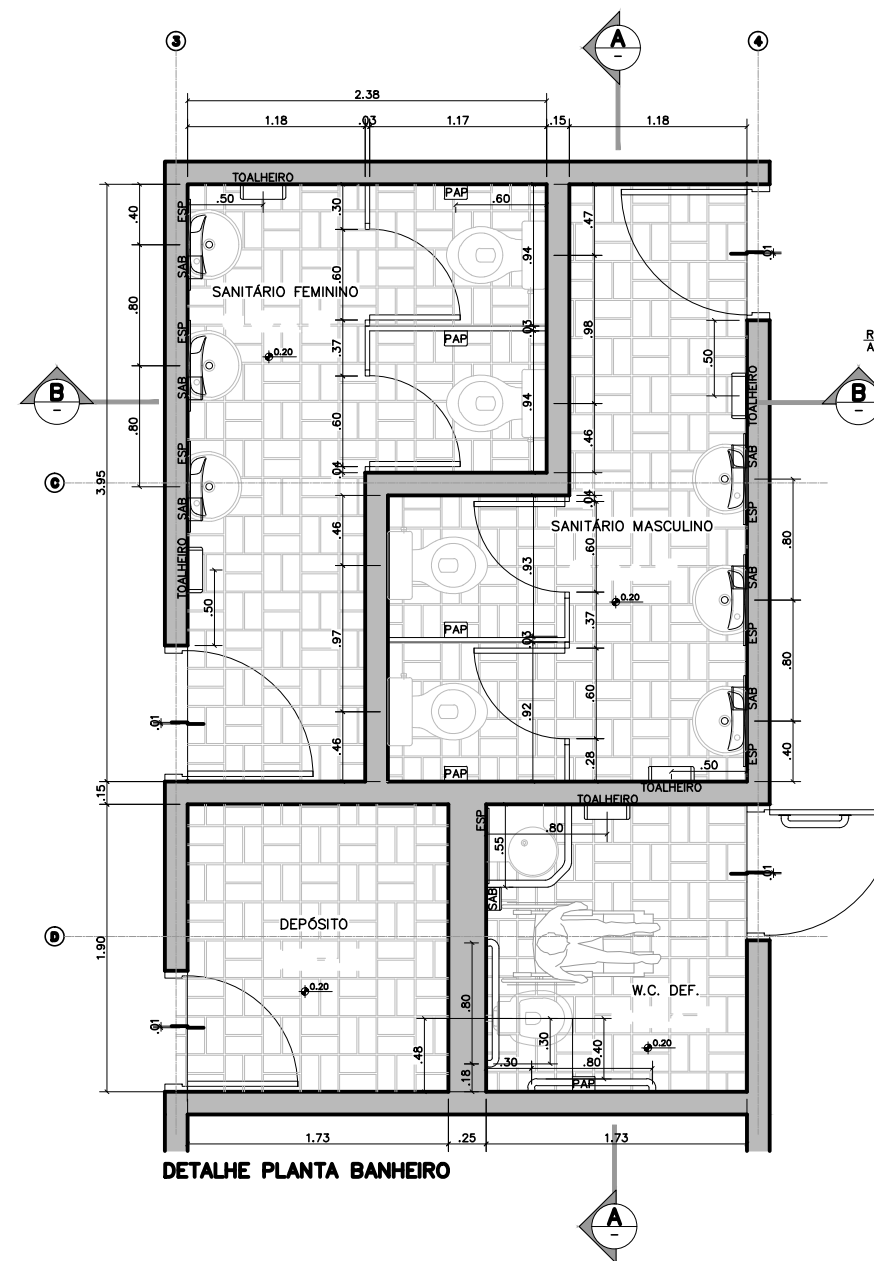 3
A
-
4
2.38
1.18
.03
1.17
.15
1.18
TOALHEIRO
PAP
.50
.60
.40
ESP
.30
.47
.94
SAB
.01
SANITÁRIO FEMININO
.60
.80
.03
.98
R
A
ESP
PAP
0.20
.37
.50
B
-
SAB
.94
TOALHEIRO
B
-
.80
.60
ESP
.46
.04
SAB
C
3.95
SAB
.04
ESP
.46
SANITÁRIO MASCULINO
.80
TOALHEIRO
.93
.60
SAB
0.20
.50
PAP
.03
.37
ESP
.97
.80
SAB
.92
.60
.01
.46
.28
ESP
.40
PAP
.50
TOALHEIRO
.15
TOALHEIRO
ESP
.80
.55
.01
SAB
DEPÓSITO
D
1.90
W.C. DEF.
0.20
.80
.01
.48
.30
.40
0.20
.30
.80
.18
PAP
1.73
.25
1.73
DETALHE PLANTA BANHEIRO
A
-